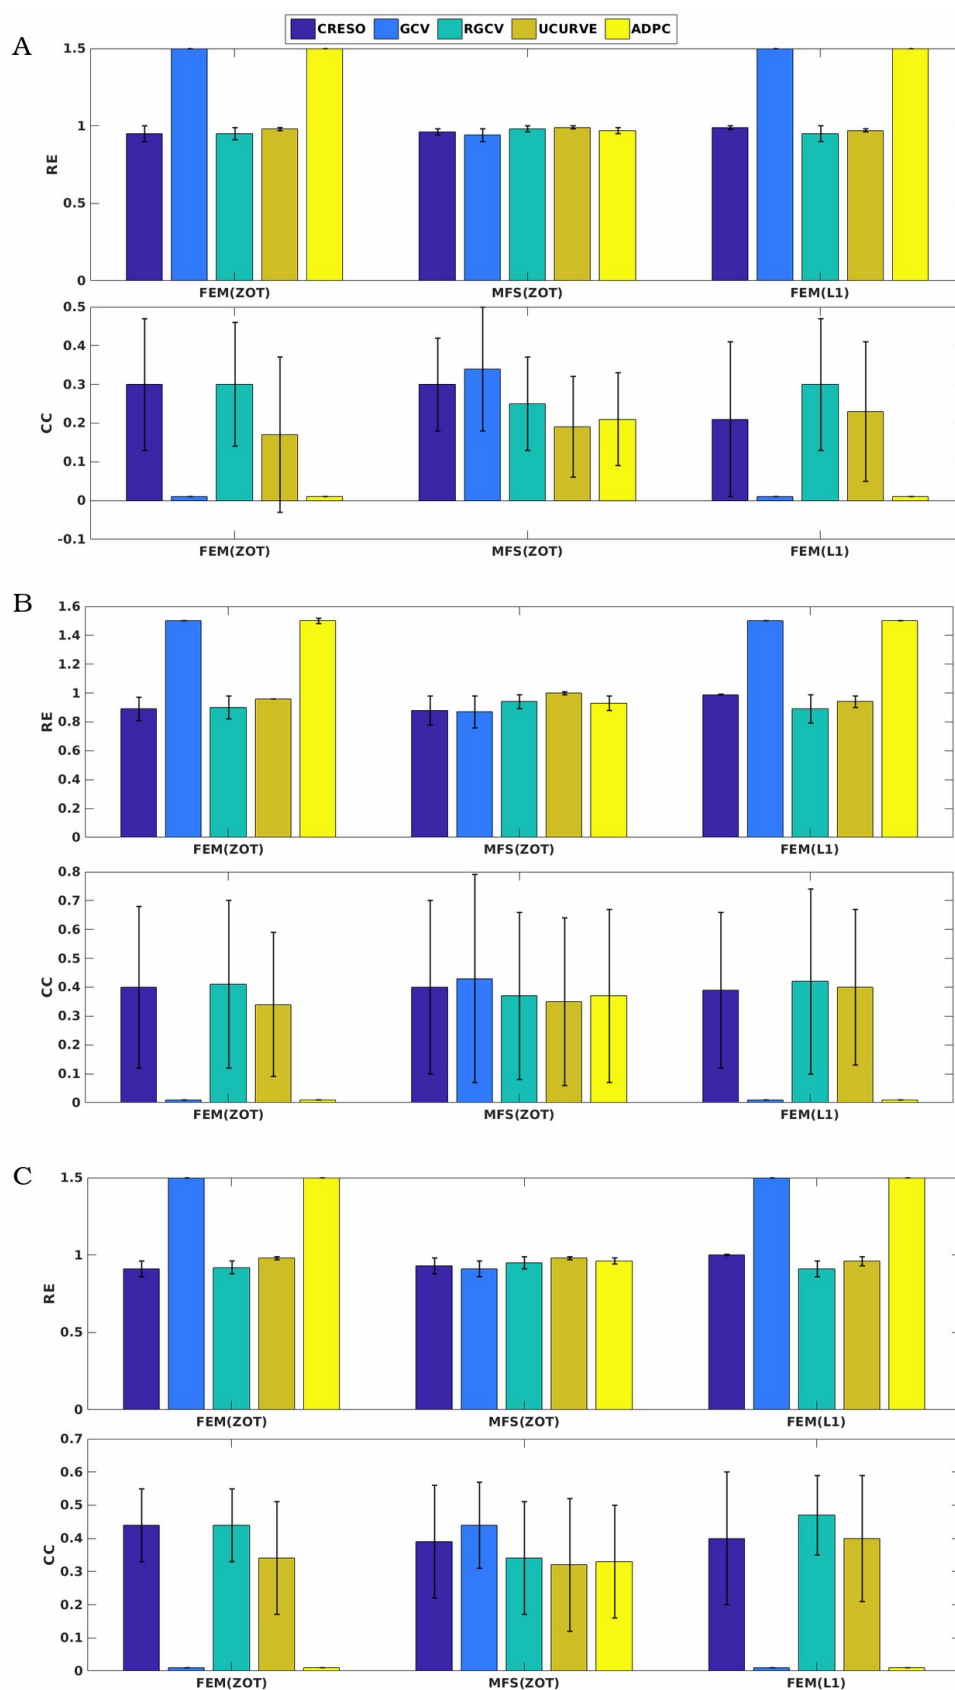 CRESO GCV RGCV UCURVE ADPC
A
1.5
1
0.5
0
RE
FEM(ZOT) MFS(ZOT) FEM(L1)
0.5
0.4
0.3
0.2
0.1
0
-0.1
CC
FEM(ZOT) MFS(ZOT) FEM(L1)
B
1.6
1.4
1.2
1
0.8
0.6
0.4
0.2
0
RE
FEM(ZOT) MFS(ZOT) FEM(L1)
0.8
0.7
0.6
0.5
0.4
0.3
0.2
0.1
0
CC
FEM(ZOT) MFS(ZOT) FEM(L1)
C
1.5
1
0.5
0
RE
FEM(ZOT) MFS(ZOT) FEM(L1)
0.7
0.6
0.5
0.4
0.3
0.2
0.1
0
CC
FEM(ZOT) MFS(ZOT) FEM(L1)